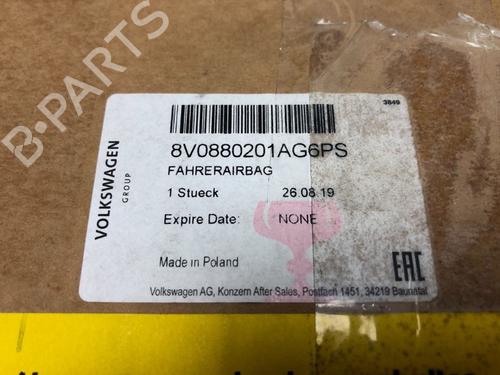 3849
8V0880201AG6PS
FAHRERAIRBAG
1 Stueck 26.08.19
Expire Date: NONE
VOLKSWAGEN
GROUP
Made in Poland
EAC
Volkswagen AG, Konzern After Sales, Postfach 1451, 34219 Baunatal
B-PARTS